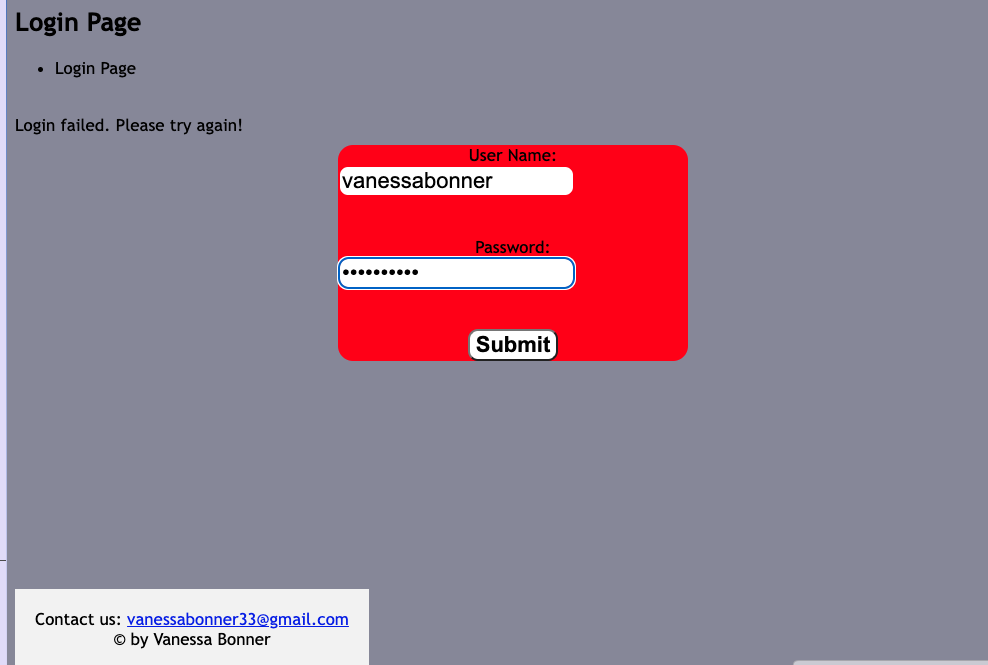 Login Page
• Login Page
Login failed. Please try again!
User Name:
vanessabonner
Password:
••••••••••
Submit
Contact us: vanessabonner33@gmail.com
© by Vanessa Bonner